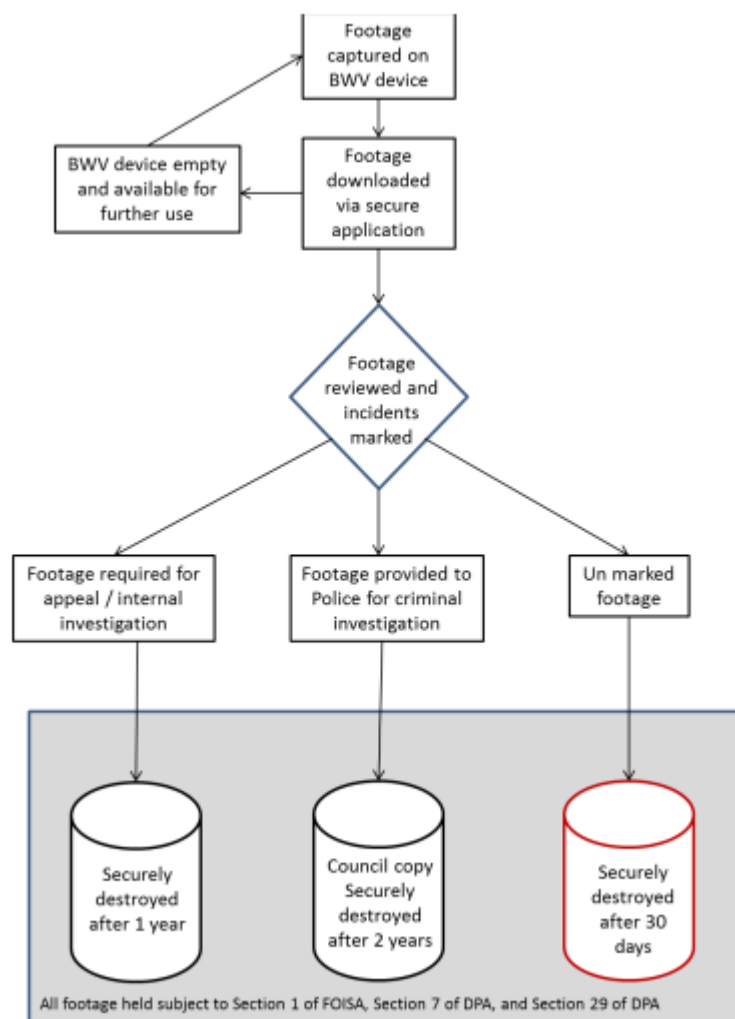 Footage
captured on
BWV device
BWV device empty
and available for
further use
Footage
downloaded
via secure
application
Footage
reviewed and
incidents
marked
Footage required for
appeal / internal
investigation
Footage provided to
Police for criminal
investigation
Un marked
footage
Securely
destroyed
after 1 year
Council copy
Securely
destroyed
after 2 years
Securely
destroyed
after 30
days
All footage held subject to Section 1 of FOISA, Section 7 of DPA, and Section 29 of DPA